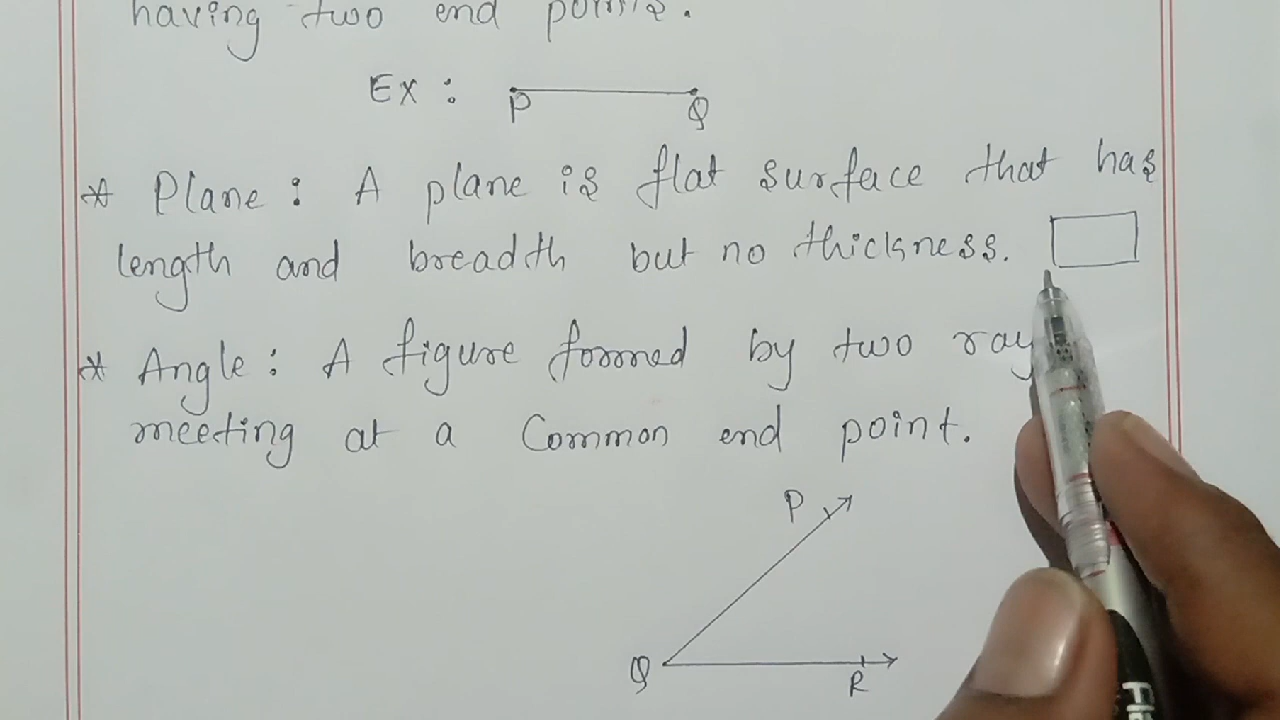 having two end points.
Ex :
P Q
* Plane : A plane is flat surface that has
length and breadth but no thickness.
* Angle : A figure formed by two ray
meeting at a Common end point.
P
Q R